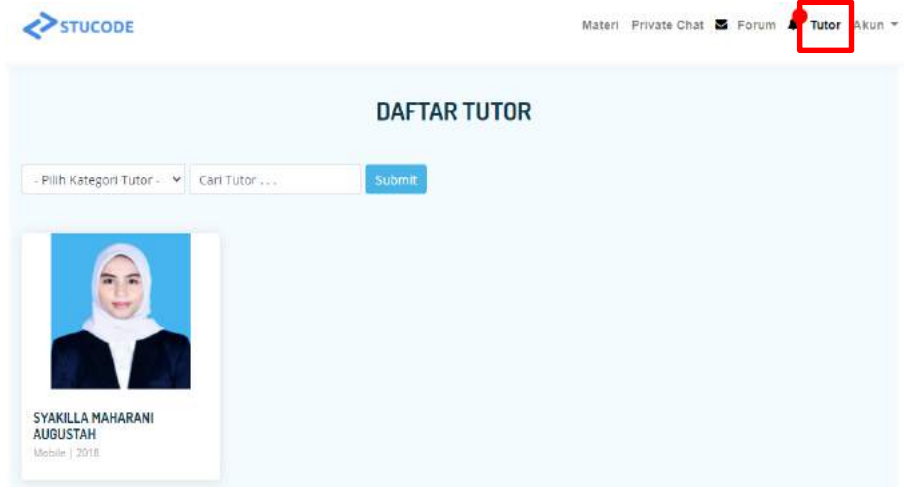 STUCODE
Materi Private Chat Forum Tutor Akun
DAFTAR TUTOR
- Pilih Kategori Tutor - Cari Tutor . . . Submit
SYAKILLA MAHARANI
AUGUSTAH
Mobile | 2018